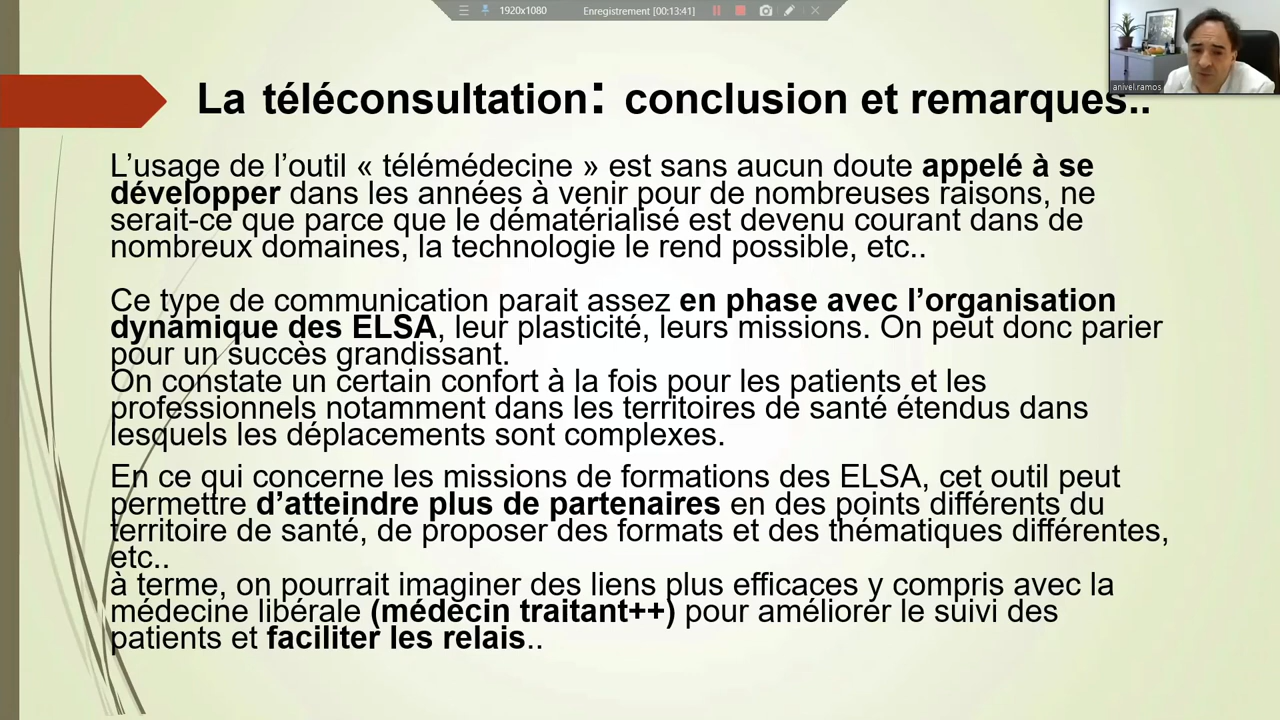 1920x1080
Enregistrement [00:13:41]
anivel.ramos
La téléconsultation: conclusion et remarques..
L’usage de l’outil « télémédecine » est sans aucun doute appelé à se
développer dans les années à venir pour de nombreuses raisons, ne
serait-ce que parce que le dématérialisé est devenu courant dans de
nombreux domaines, la technologie le rend possible, etc..
Ce type de communication parait assez en phase avec l’organisation
dynamique des ELSA, leur plasticité, leurs missions. On peut donc parier
pour un succès grandissant.
On constate un certain confort à la fois pour les patients et les
professionnels notamment dans les territoires de santé étendus dans
lesquels les déplacements sont complexes.
En ce qui concerne les missions de formations des ELSA, cet outil peut
permettre d’atteindre plus de partenaires en des points différents du
territoire de santé, de proposer des formats et des thématiques différentes,
etc..
à terme, on pourrait imaginer des liens plus efficaces y compris avec la
médecine libérale (médecin traitant++) pour améliorer le suivi des
patients et faciliter les relais..